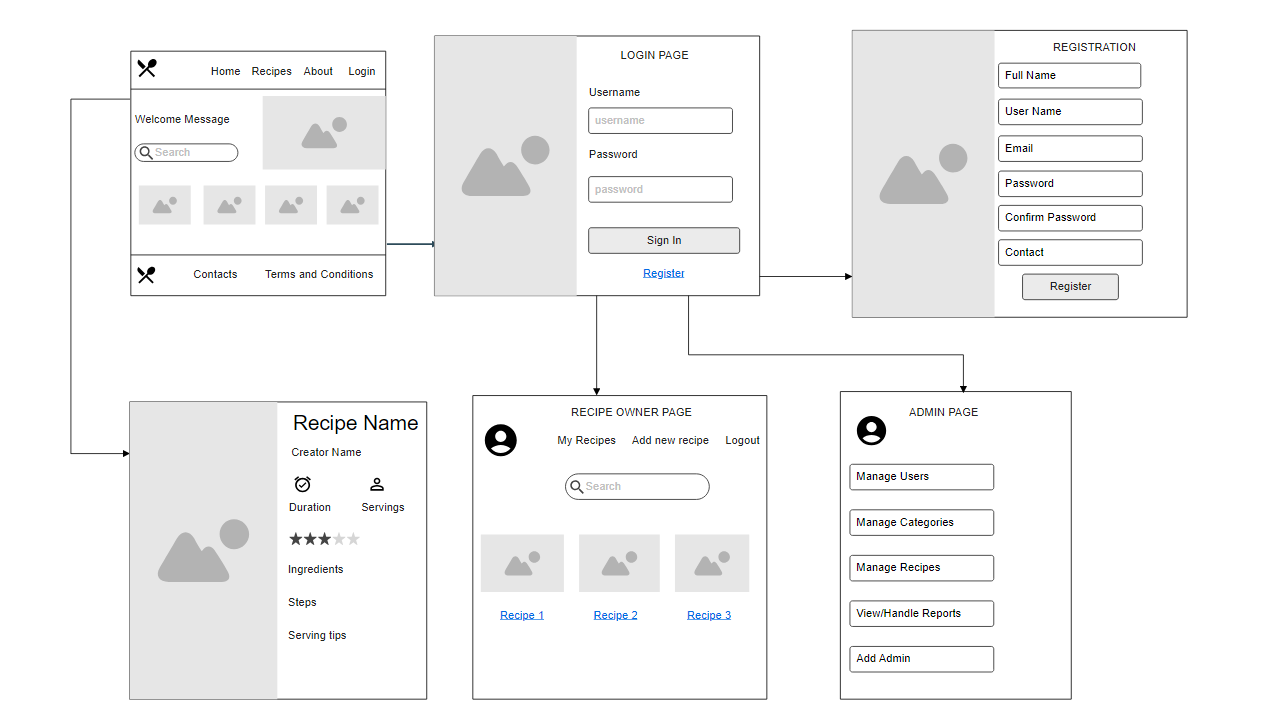 Home Recipes About Login
Welcome Message
Search
Contacts Terms and Conditions
LOGIN PAGE
Username
username
Password
password
Sign In
Register
REGISTRATION
Full Name
User Name
Email
Password
Confirm Password
Contact
Register
Recipe Name
Creator Name
Duration Servings
Ingredients
Steps
Serving tips
RECIPE OWNER PAGE
My Recipes Add new recipe Logout
Search
Recipe 1 Recipe 2 Recipe 3
ADMIN PAGE
Manage Users
Manage Categories
Manage Recipes
View/Handle Reports
Add Admin